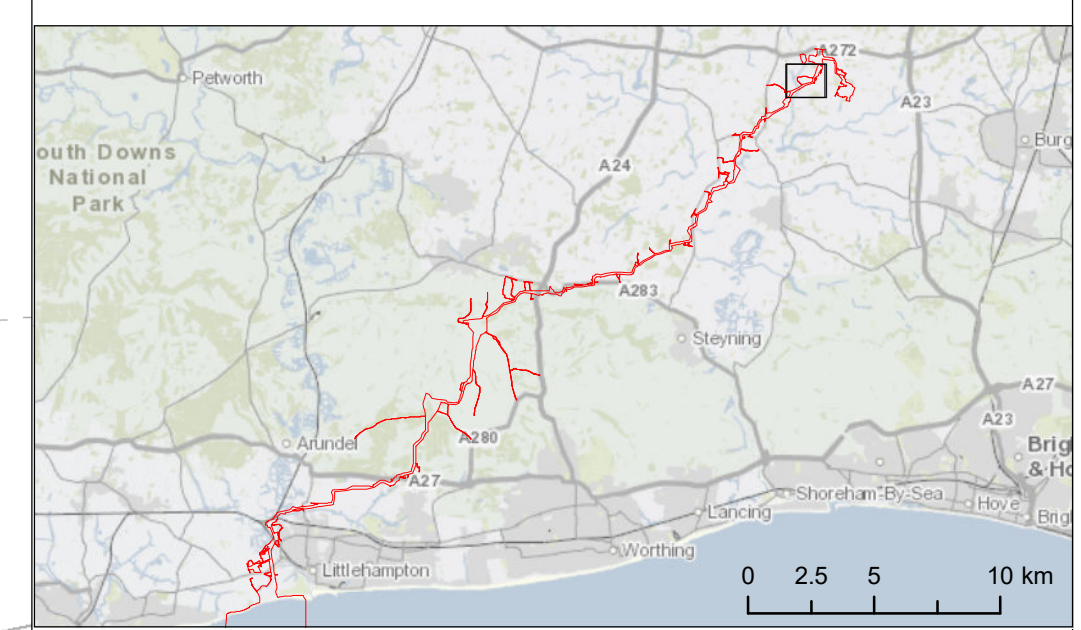 A272
Petworth
A23
Burg
outh Downs
National
Park
A24
A283
Steyning
A27
A23
Arundel
A280
Brig
& Ho
A27
Shoreham-By-Sea
Hove
Lancing
Brigl
Worthing
Littlehampton
0 2.5 5 10 km